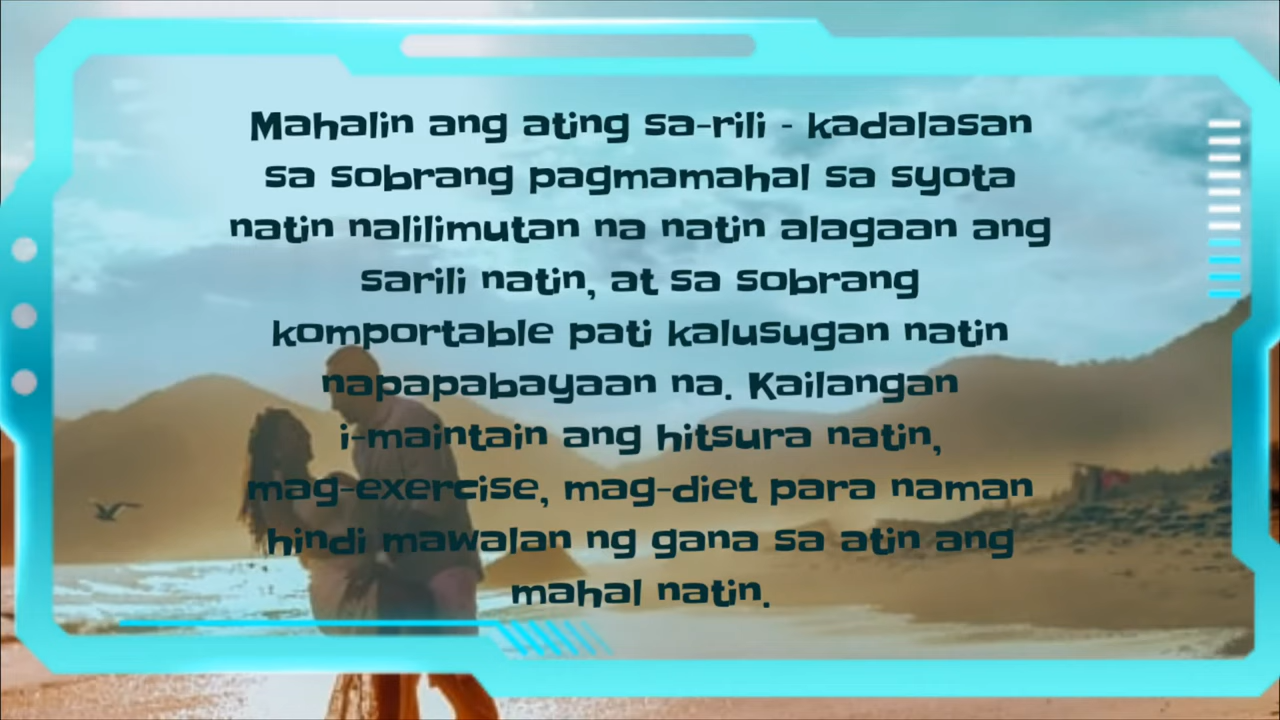 Mahalin ang ating sa-rili - kadalasan
sa sobrang pagmamahal sa syota
natin nalilimutan na natin alagaan ang
sarili natin, at sa sobrang
komportable pati kalusugan natin
napapabayaan na. Kailangan
i-maintain ang hitsura natin,
mag-exercise, mag-diet para naman
hindi mawalan ng gana sa atin ang
mahal natin.